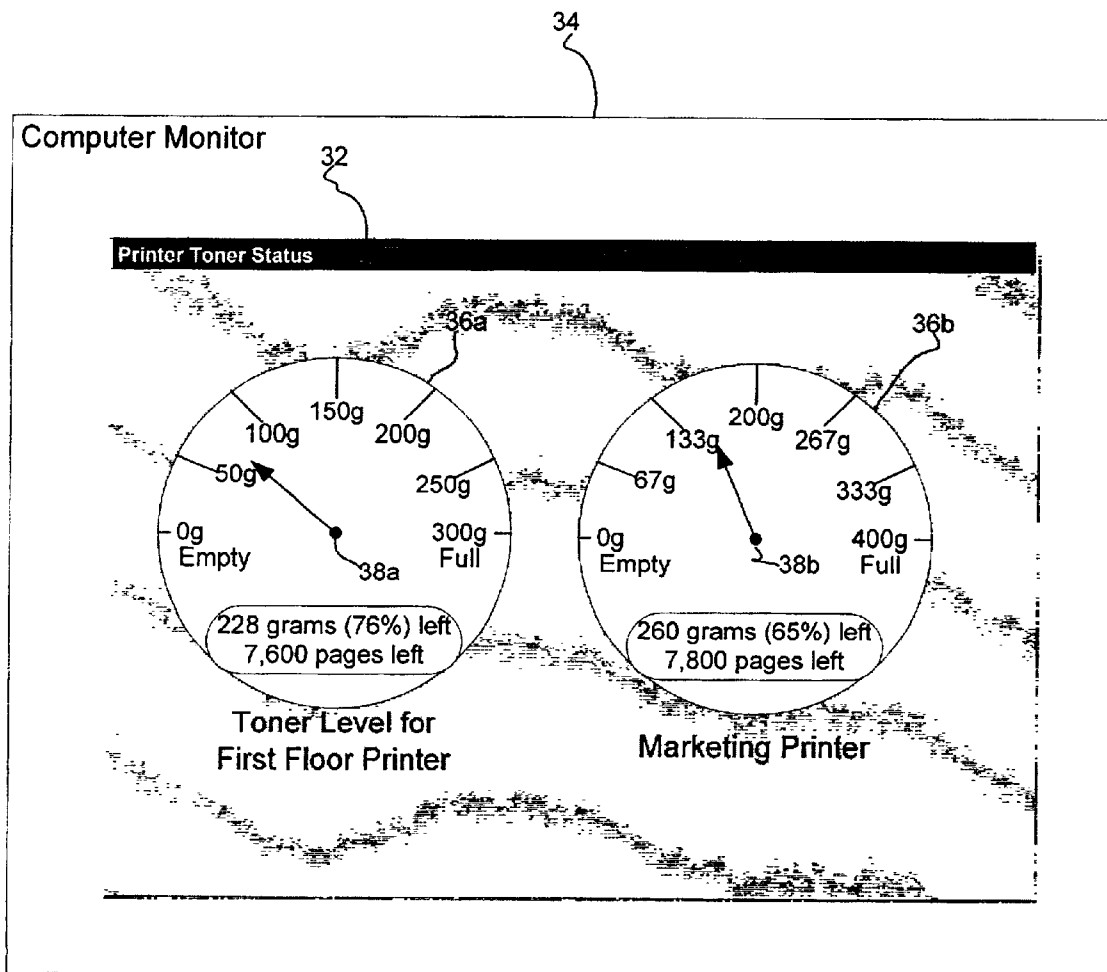 34
Computer Monitor
32
Printer Toner Status
36a
36b
150g
100g
200g
50g
250g
0g
Empty
300g
Full
38a
228 grams (76%) left
7,600 pages left
Toner Level for
First Floor Printer
200g
133g
267g
67g
333g
0g
Empty
400g
Full
38b
260 grams (65%) left
7,800 pages left
Marketing Printer